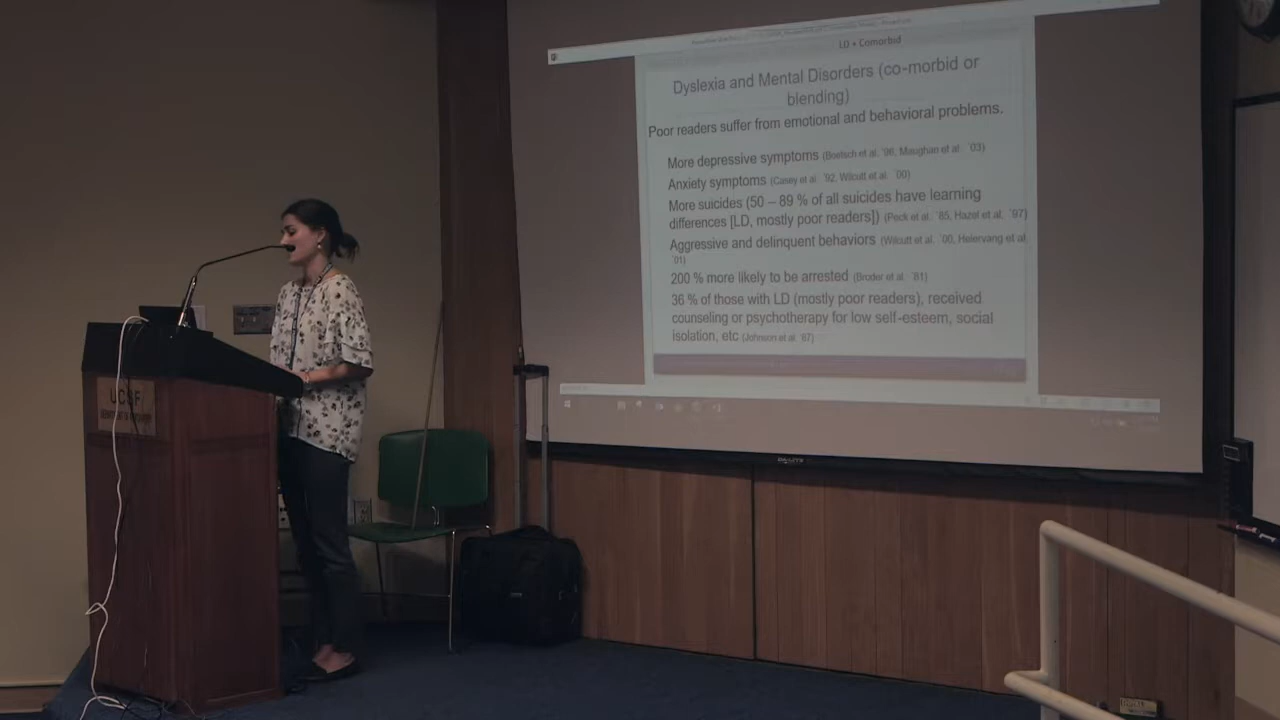 LD + Comorbid
Dyslexia and Mental Disorders (co-morbid or
blending)
Poor readers suffer from emotional and behavioral problems.
More depressive symptoms (Boetsch et al. `96, Maughan et al. `03)
Anxiety symptoms (Casey et al. `92, Wilcutt et al. `00)
More suicides (50 – 89 % of all suicides have learning
differences [LD, mostly poor readers]) (Peck et al. `85, Hazel et al. `97)
Aggressive and delinquent behaviors (Wilcutt et al. `00, Heiervang et al.
`01)
200 % more likely to be arrested (Broder et al. `81)
36 % of those with LD (mostly poor readers), received
counseling or psychotherapy for low self-esteem, social
isolation, etc (Johnson et al. `87)
DA-LITE
UCSF